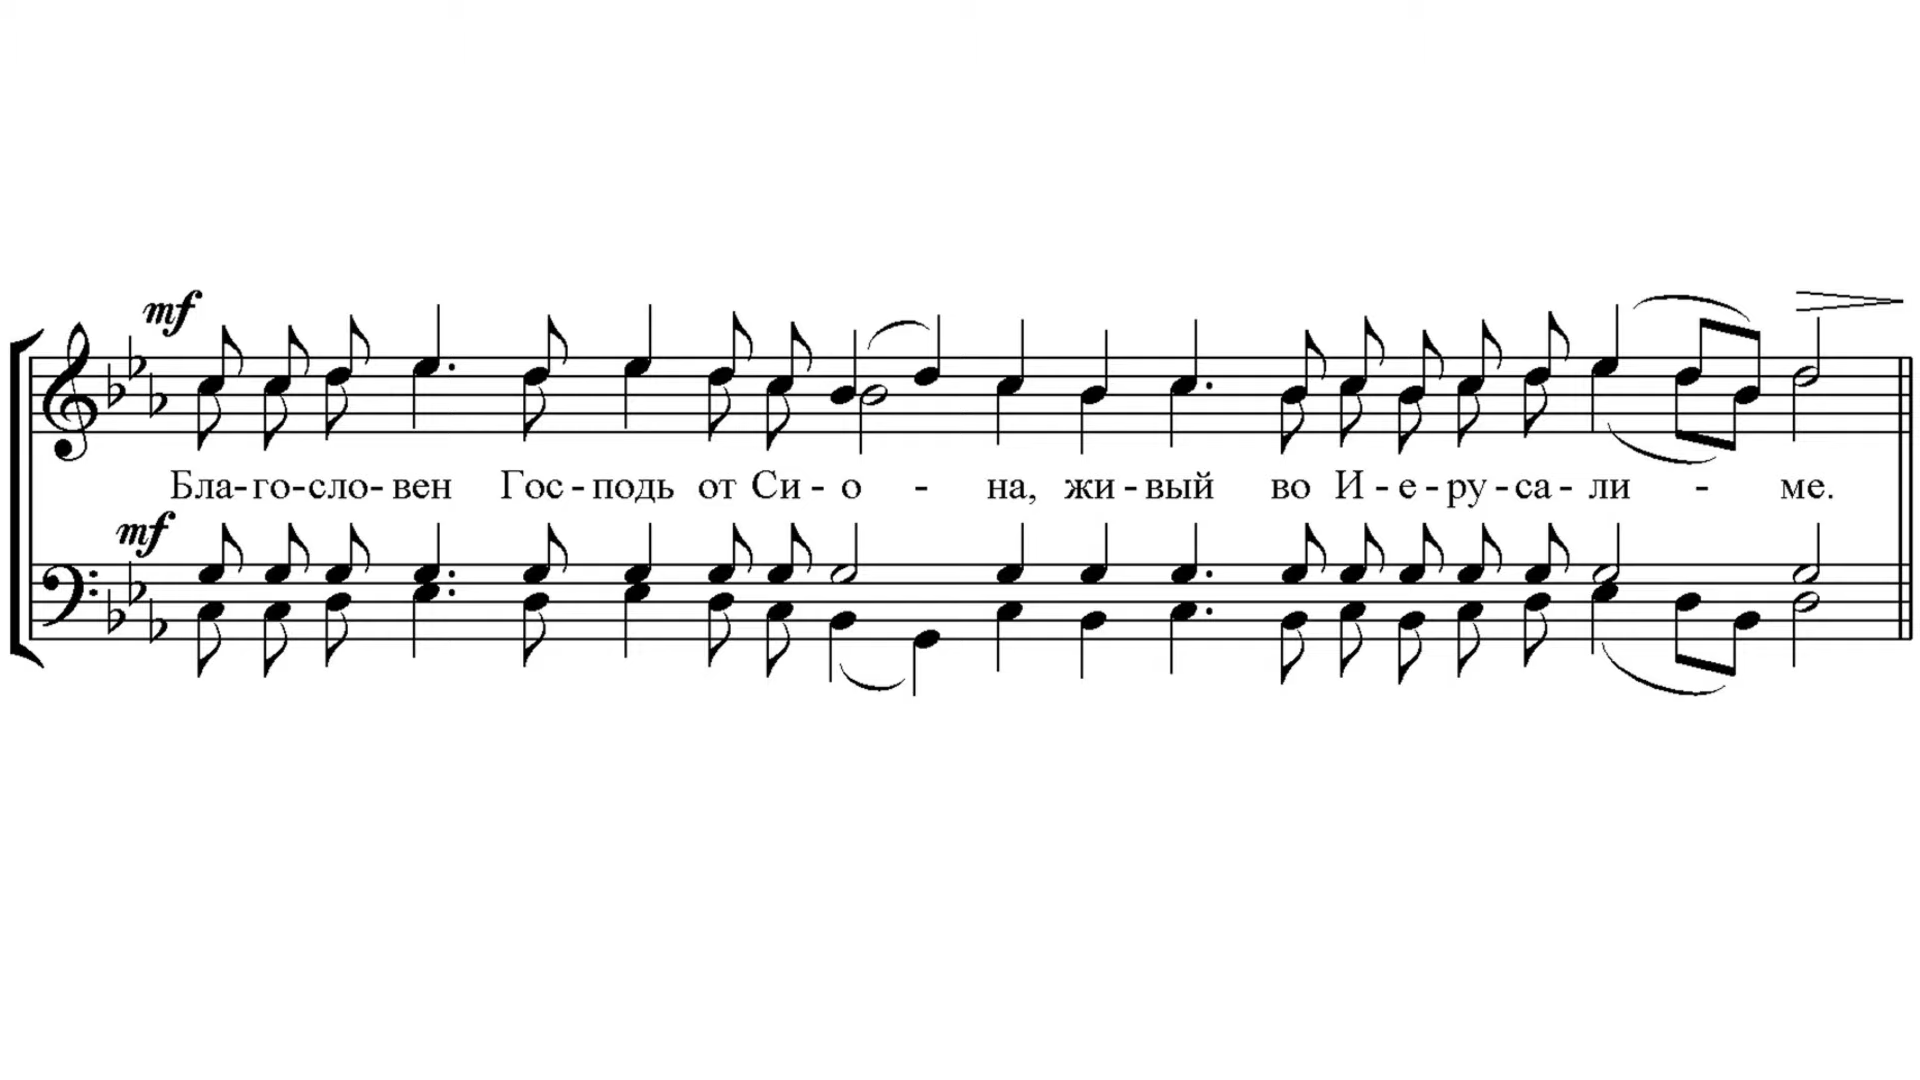 mf
Бла-го-сло-вен Гос-подь от Си-о - на, жи-вый во И-е-ру-са-ли - ме.
mf